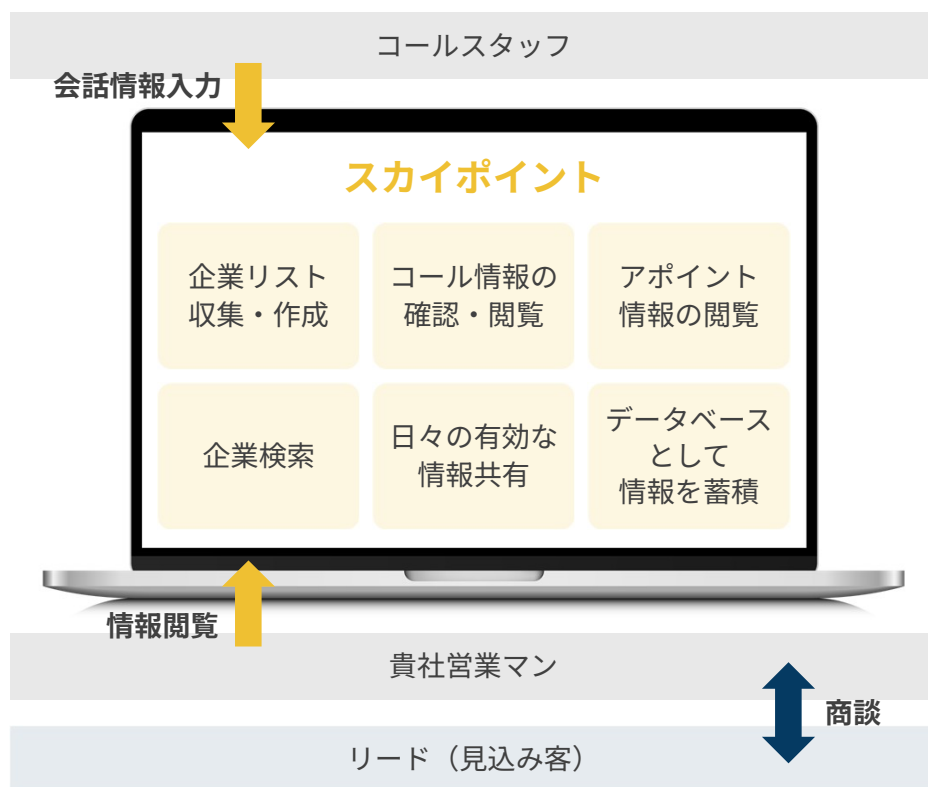 コールスタッフ
会話情報入力
スカイポイント
企業リスト
収集・作成
コール情報の
確認・閲覧
アポイント
情報の閲覧
企業検索
日々の有効な
情報共有
データベース
として
情報を蓄積
情報閲覧
貴社営業マン
商談
リード（見込み客）